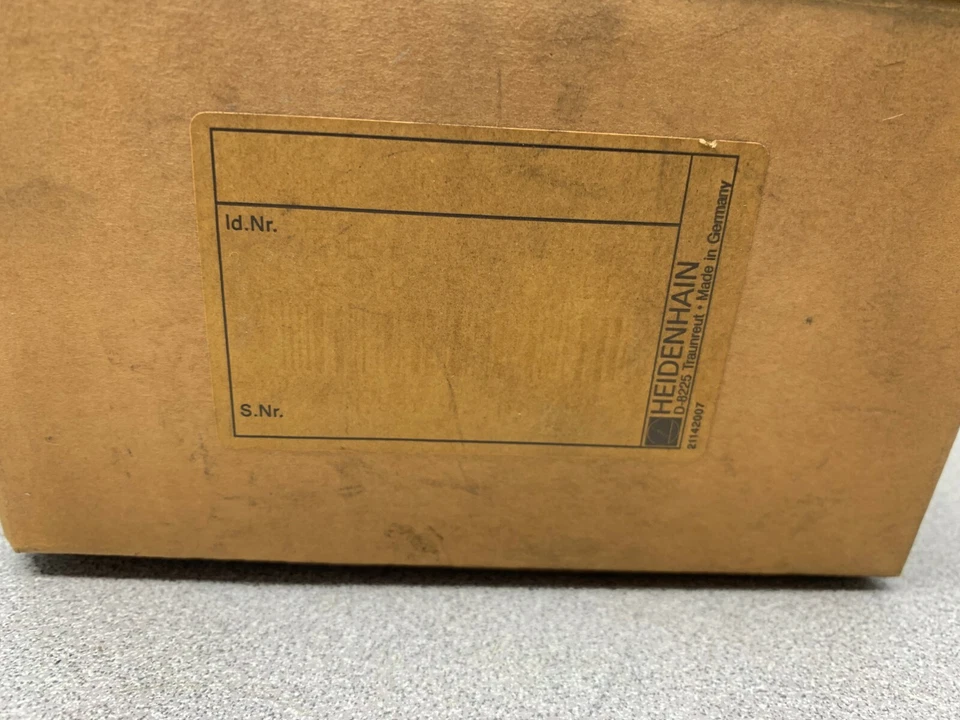 Id.Nr.
S.Nr.
HEIDENHAIN
D-8225 Traunreut • Made in Germany
21142007